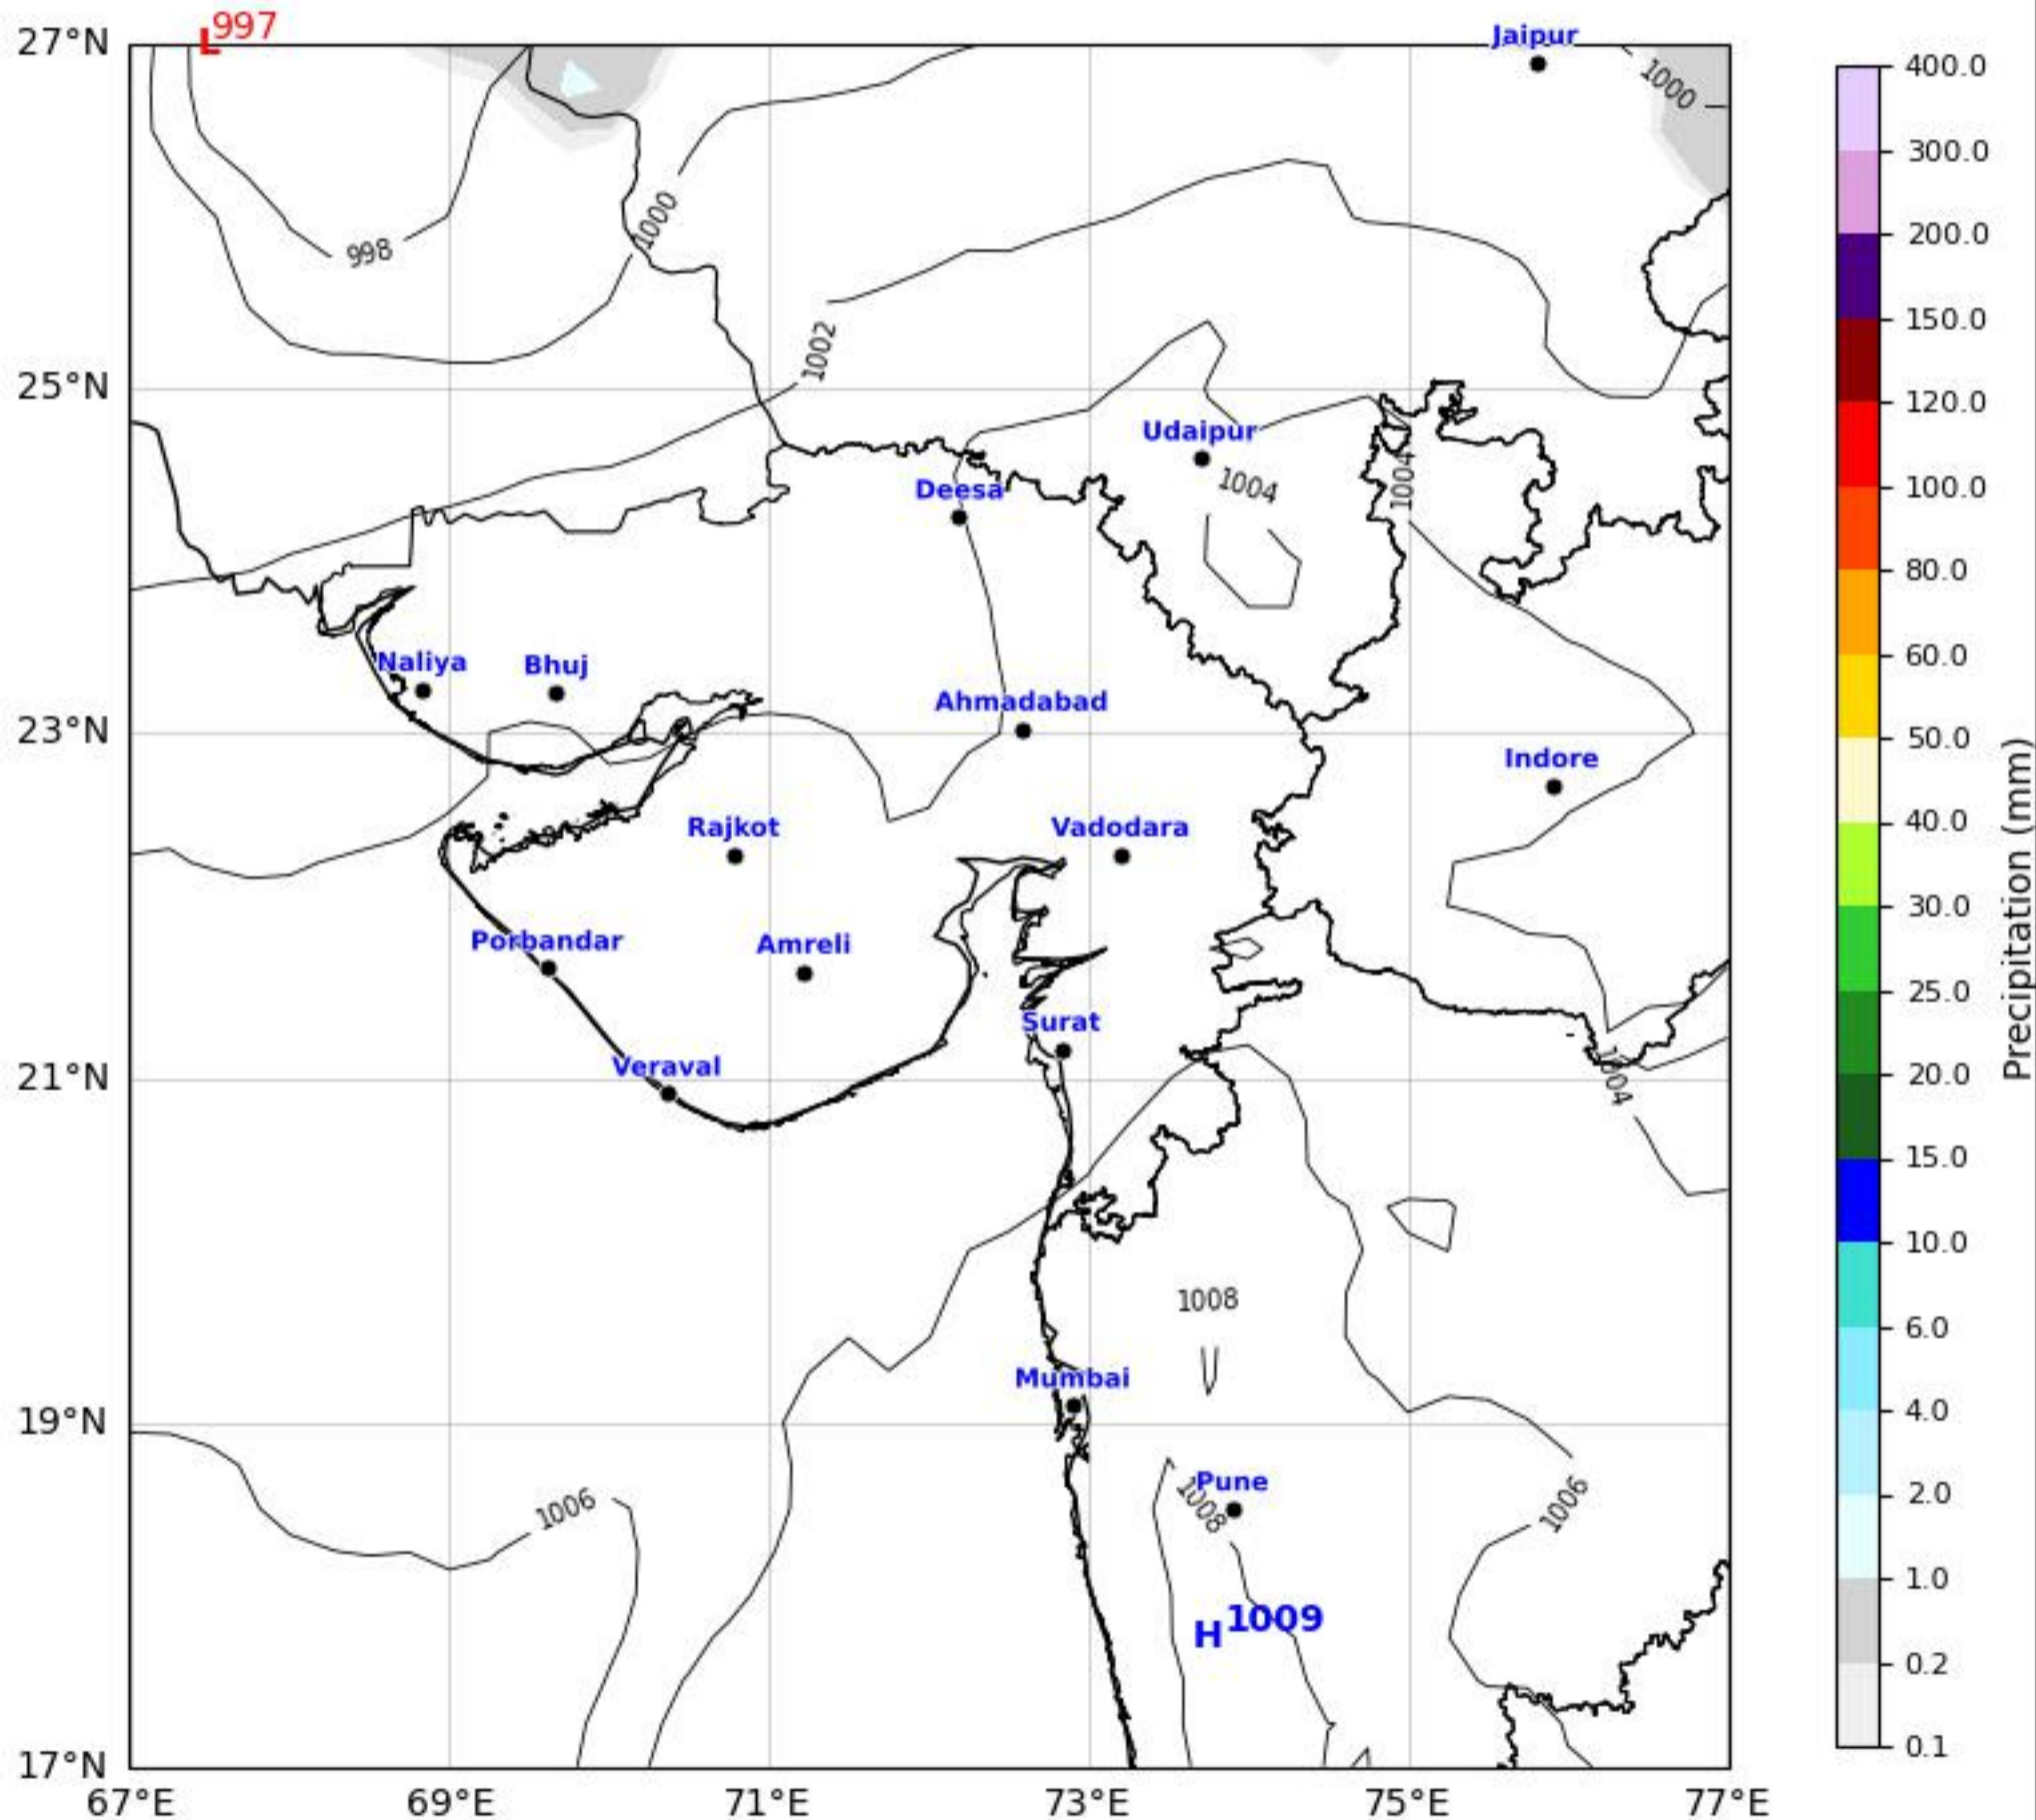 L997
27°N
Jaipur
1000
400.0
300.0
998
1000
200.0
150.0
1002
25°N
120.0
Udaipur
1004
1004
100.0
Deesa
80.0
Naliya
Bhuj
60.0
Ahmadabad
23°N
50.0
Indore
Precipitation (mm)
Rajkot
Vadodara
40.0
30.0
Porbandar
Amreli
25.0
Surat
Veraval
21°N
1004
20.0
15.0
10.0
1008
6.0
Mumbai
19°N
4.0
1006
Pune
1008
1006
2.0
1.0
H1009
0.2
17°N
0.1
67°E
69°E
71°E
73°E
75°E
77°E